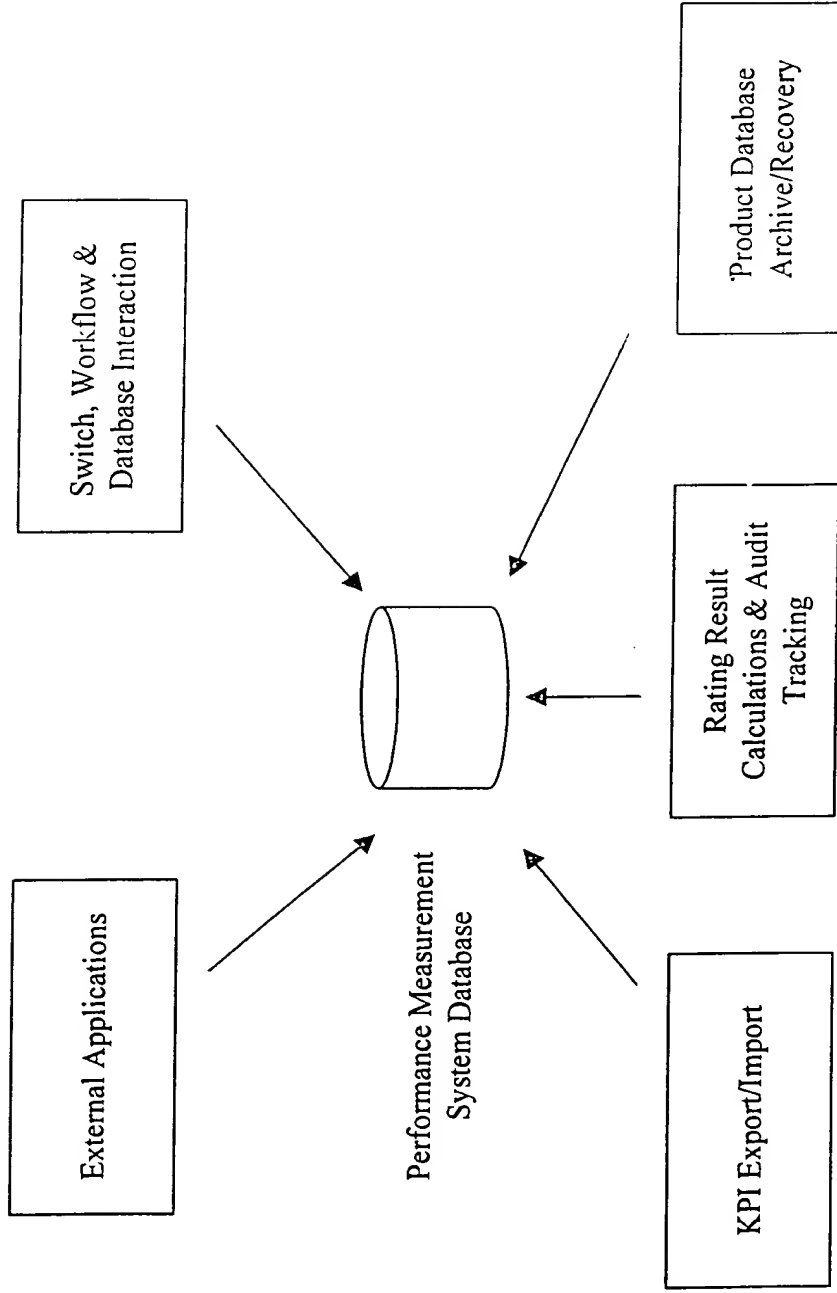 External Applications
Switch, Workflow &
Database Interaction
Performance Measurement
System Database
KPI Export/Import
Rating Result
Calculations & Audit
Tracking
Product Database
Archive/Recovery